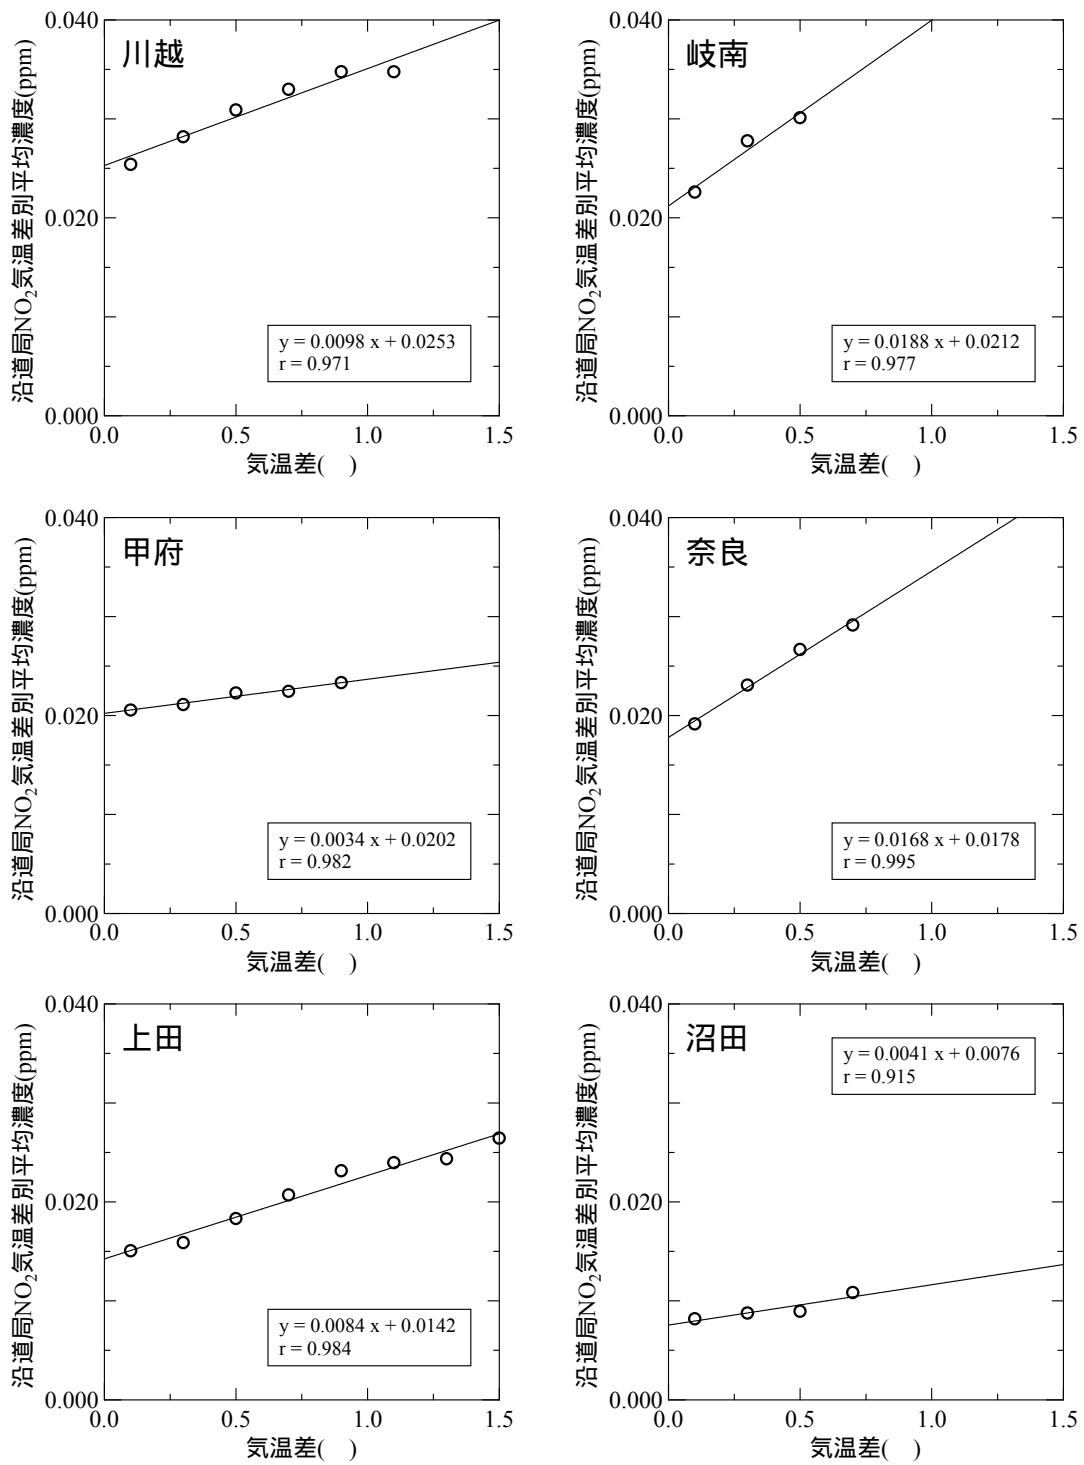 川越
沿道局NO₂気温差別平均濃度(ppm)
0.040
0.020
0.000
y = 0.0098 x + 0.0253
r = 0.971
0.0 0.5 1.0 1.5
気温差( )
岐南
沿道局NO₂気温差別平均濃度(ppm)
0.040
0.020
0.000
y = 0.0188 x + 0.0212
r = 0.977
0.0 0.5 1.0 1.5
気温差( )
甲府
沿道局NO₂気温差別平均濃度(ppm)
0.040
0.020
0.000
y = 0.0034 x + 0.0202
r = 0.982
0.0 0.5 1.0 1.5
気温差( )
奈良
沿道局NO₂気温差別平均濃度(ppm)
0.040
0.020
0.000
y = 0.0168 x + 0.0178
r = 0.995
0.0 0.5 1.0 1.5
気温差( )
上田
沿道局NO₂気温差別平均濃度(ppm)
0.040
0.020
0.000
y = 0.0084 x + 0.0142
r = 0.984
0.0 0.5 1.0 1.5
気温差( )
沼田
沿道局NO₂気温差別平均濃度(ppm)
0.040
0.020
0.000
y = 0.0041 x + 0.0076
r = 0.915
0.0 0.5 1.0 1.5
気温差( )